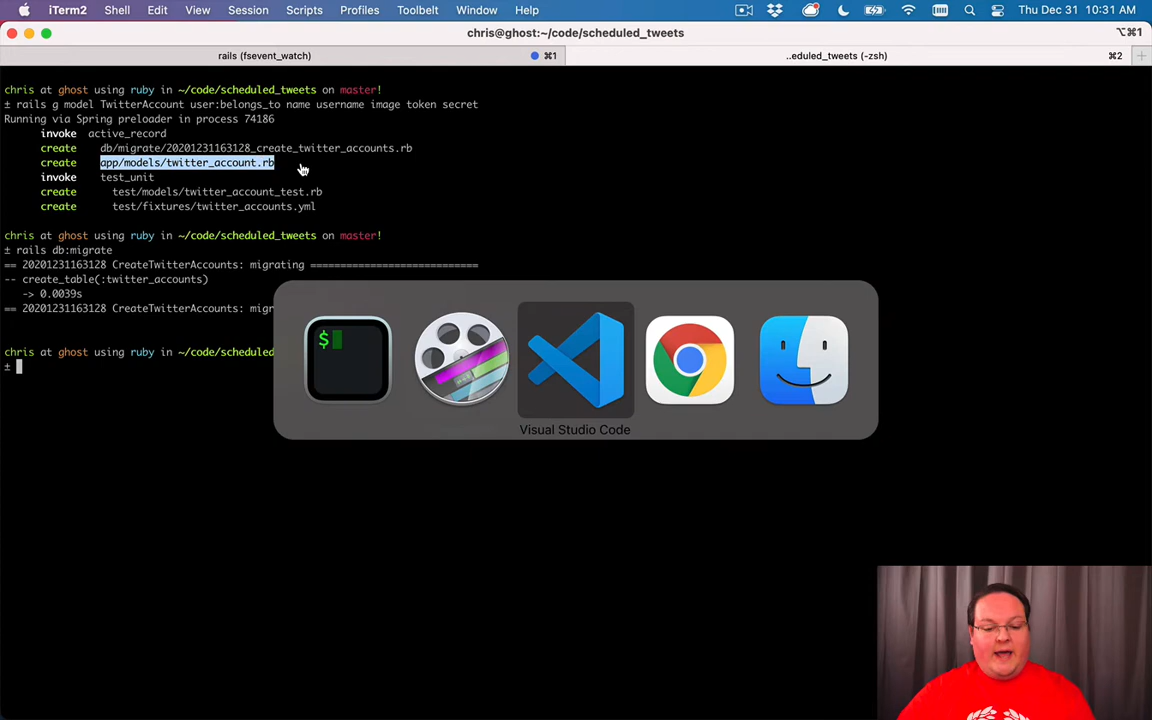 iTerm2 Shell Edit View Session Scripts Profiles Toolbelt Window Help Thu Dec 31 10:31 AM
chris@ghost:~/code/scheduled_tweets ⌥⌘1
rails (fsevent_watch) ⌘1 ..eduled_tweets (-zsh) ⌘2
chris at ghost using ruby in ~/code/scheduled_tweets on master!
± rails g model TwitterAccount user:belongs_to name username image token secret
Running via Spring preloader in process 74186
invoke active_record
create db/migrate/20201231163128_create_twitter_accounts.rb
create app/models/twitter_account.rb
invoke test_unit
create test/models/twitter_account_test.rb
create test/fixtures/twitter_accounts.yml
chris at ghost using ruby in ~/code/scheduled_tweets on master!
± rails db:migrate
== 20201231163128 CreateTwitterAccounts: migrating ============================
-- create_table(:twitter_accounts)
-> 0.0039s
== 20201231163128 CreateTwitterAccounts: migr
chris at ghost using ruby in ~/code/scheduled
±
$
Visual Studio Code